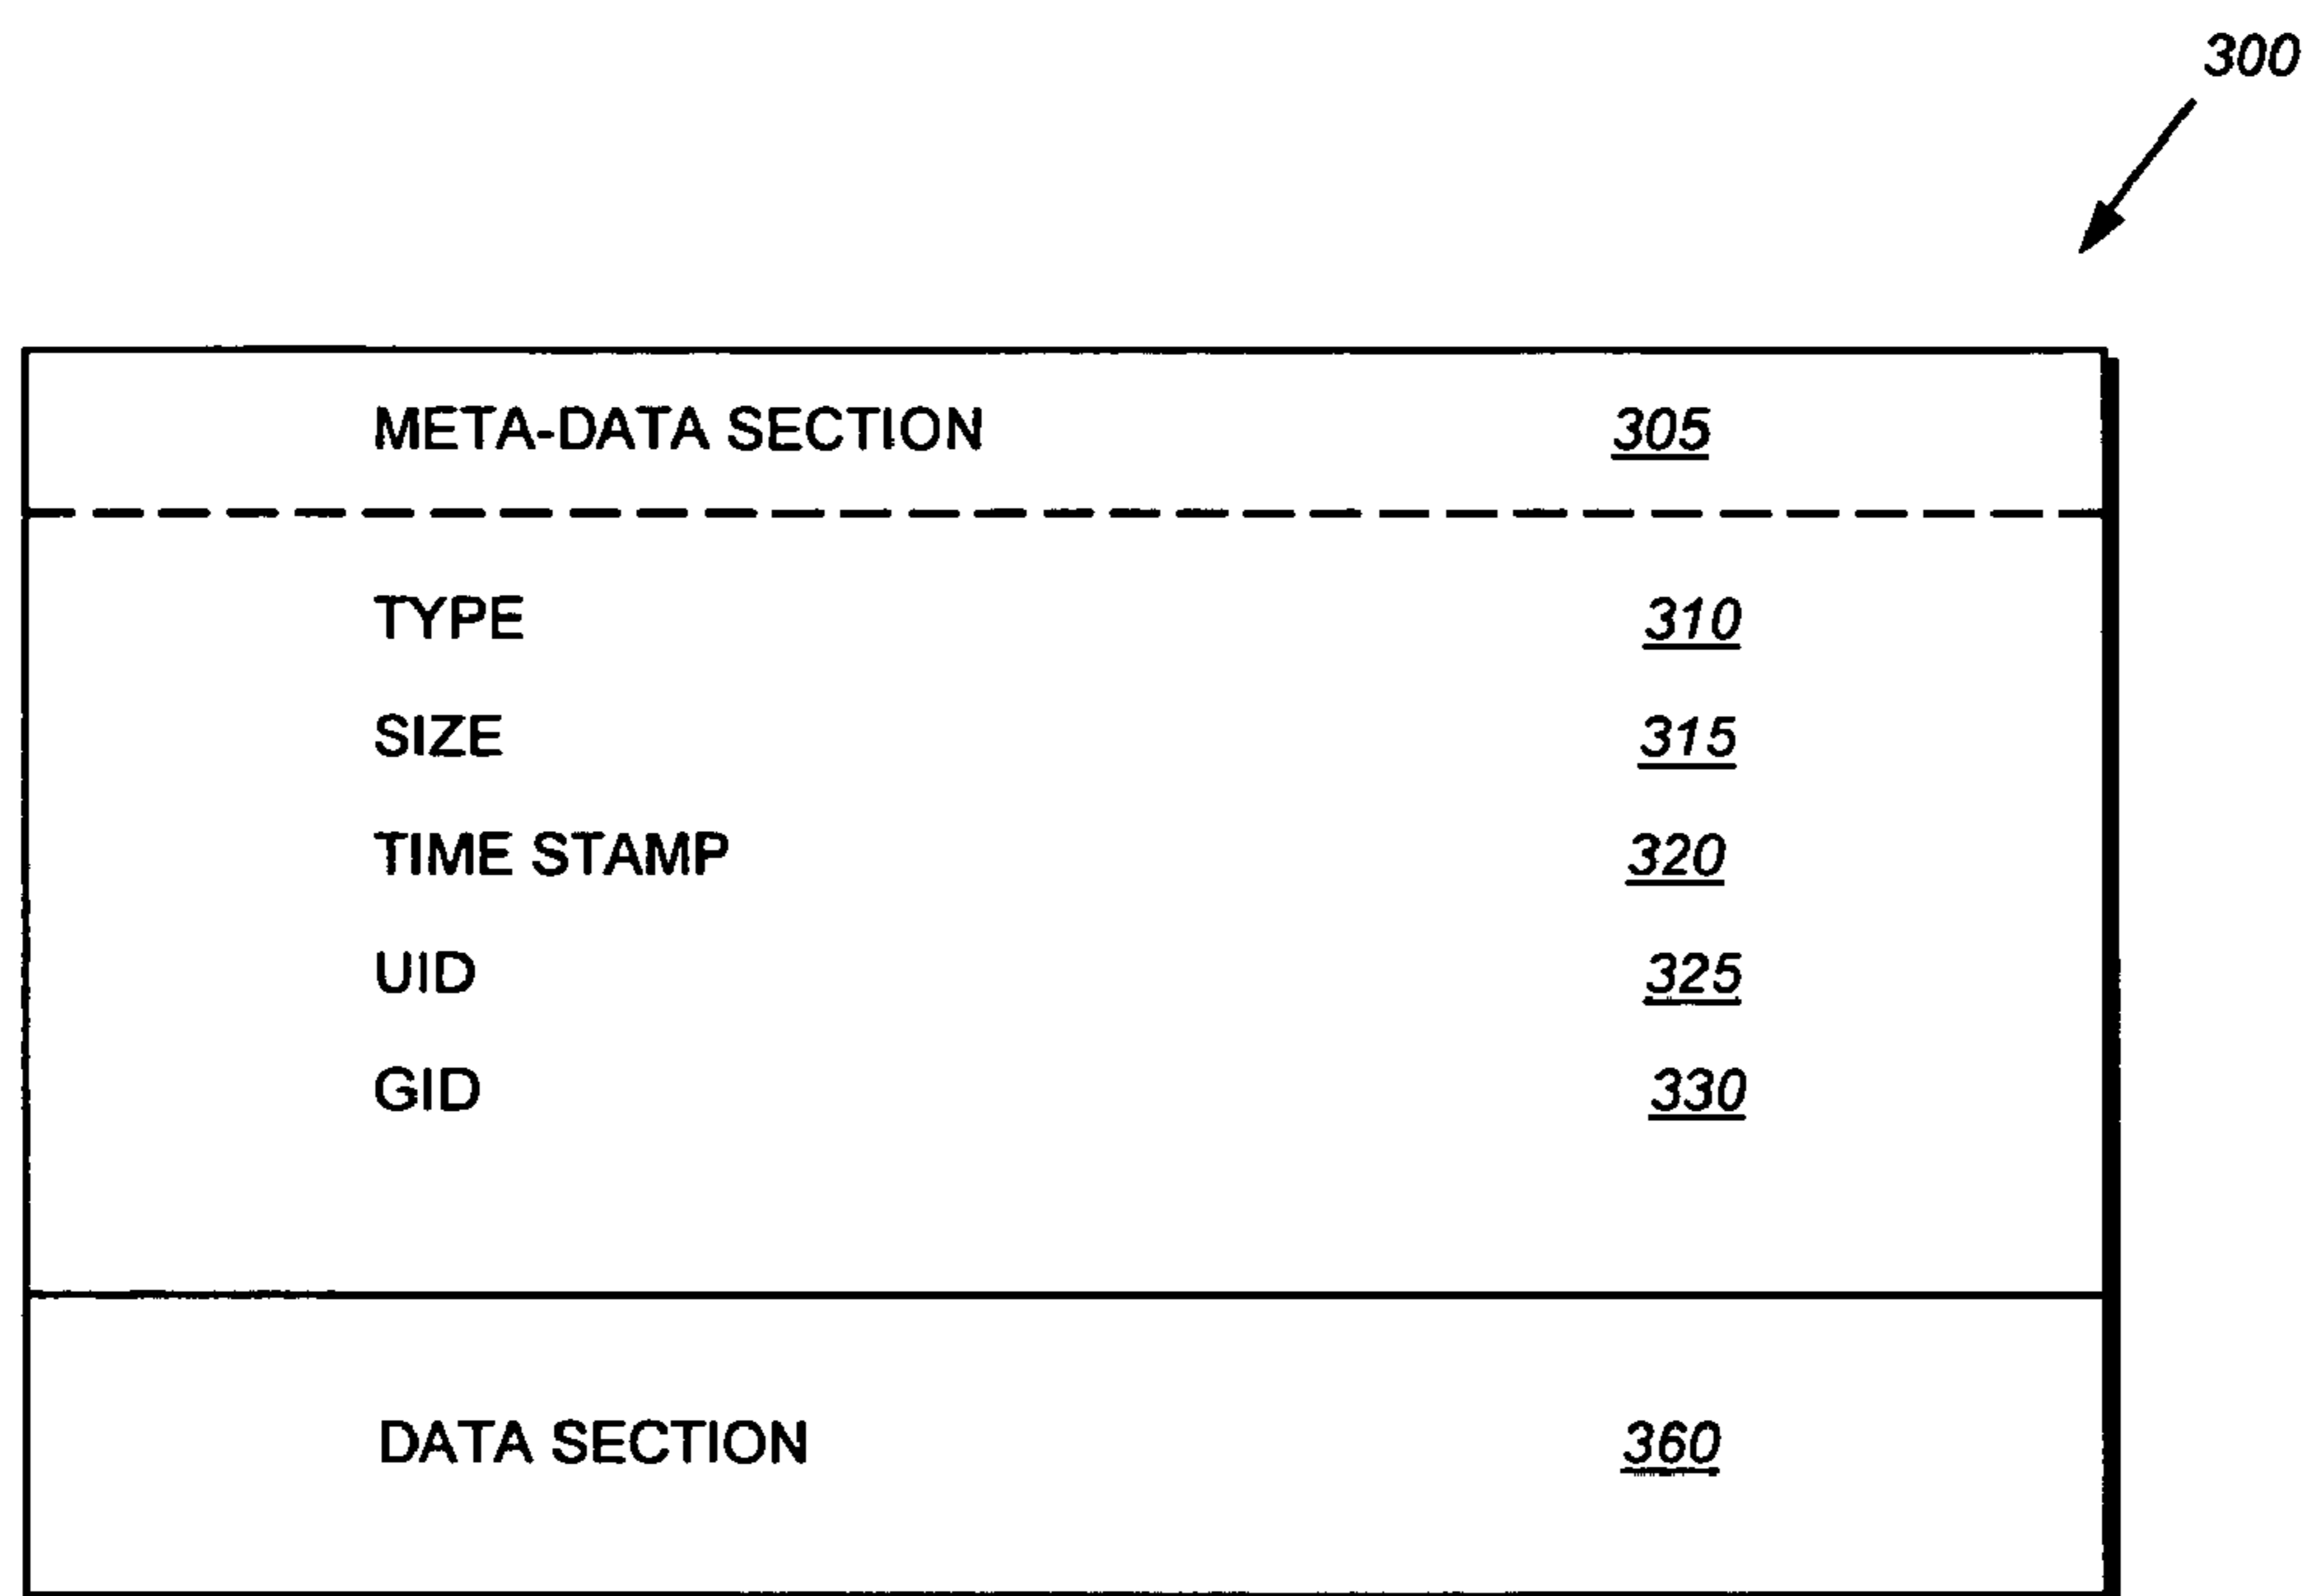 300
META-DATA SECTION 305
TYPE 310
SIZE 315
TIME STAMP 320
UID 325
GID 330
DATA SECTION 360